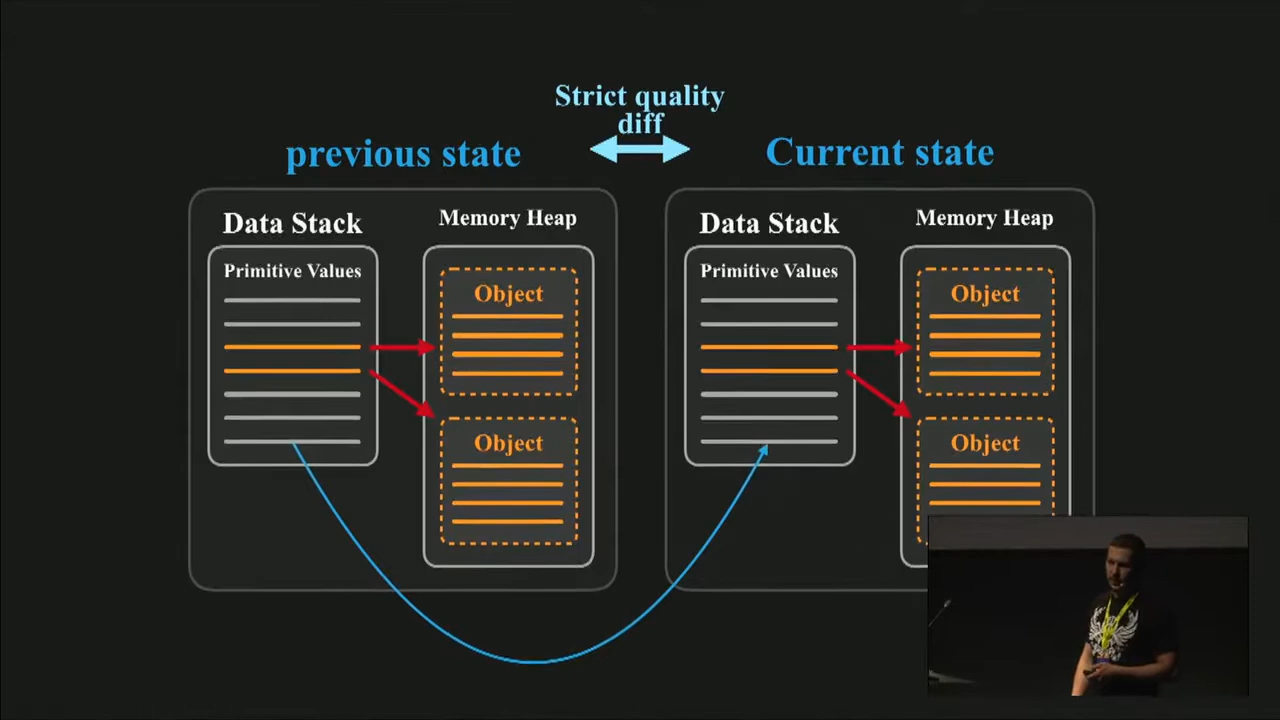 Strict quality
diff
previous state
Current state
Data Stack
Memory Heap
Primitive Values
Object
Object
Data Stack
Memory Heap
Primitive Values
Object
Object